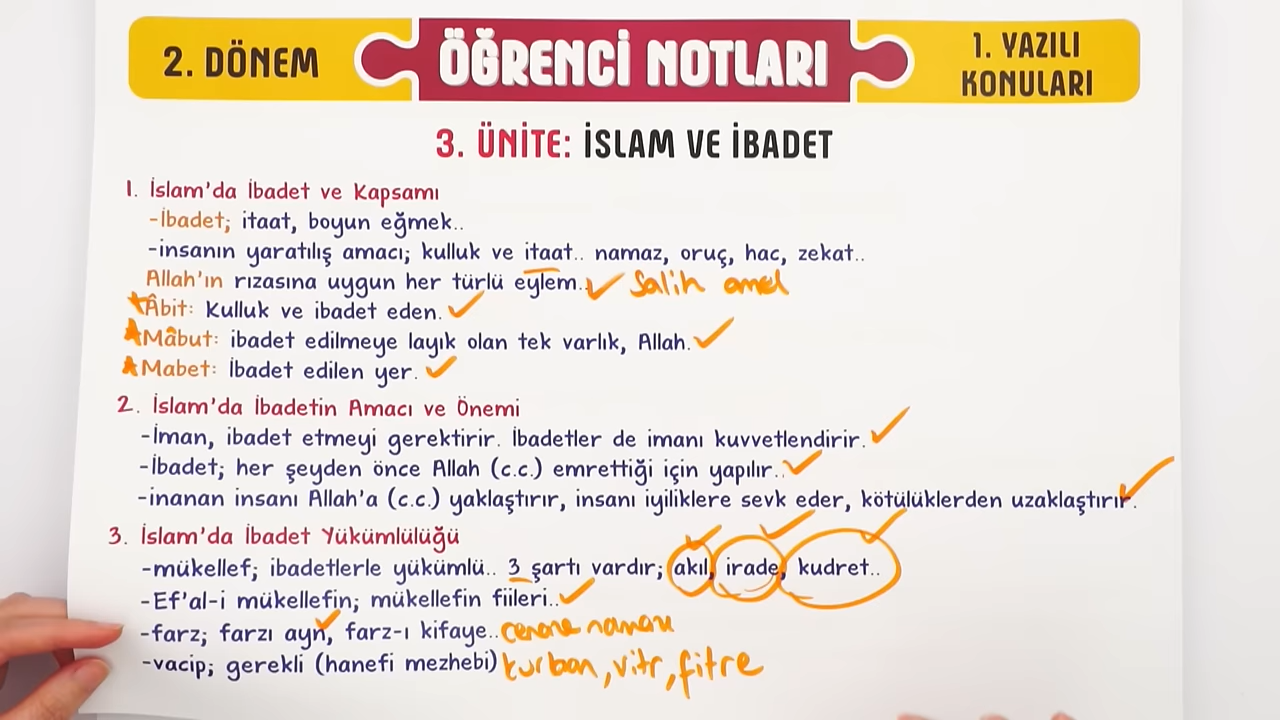 2. DÖNEM
ÖĞRENCİ NOTLARI
1. YAZILI
KONULARI
3. ÜNİTE: İSLAM VE İBADET
1. İslam'da İbadet ve Kapsamı
-İbadet; itaat, boyun eğmek..
-insanın yaratılış amacı; kulluk ve itaat.. namaz, oruç, hac, zekat..
Allah'ın rızasına uygun her türlü eylem.. Salih amel
Âbit: Kulluk ve ibadet eden.
Mâbut: ibadet edilmeye layık olan tek varlık, Allah.
Mabet: İbadet edilen yer.
2. İslam'da İbadetin Amacı ve Önemi
-İman, ibadet etmeyi gerektirir. İbadetler de imanı kuvvetlendirir.
-İbadet; her şeyden önce Allah (c.c.) emrettiği için yapılır..
-inanan insanı Allah'a (c.c.) yaklaştırır, insanı iyiliklere sevk eder, kötülüklerden uzaklaştırır.
3. İslam'da İbadet Yükümlülüğü
-mükellef; ibadetlerle yükümlü.. 3 şartı vardır; akıl, irade, kudret..
-Ef'al-i mükellefin; mükellefin fiileri..
-farz; farzı ayn, farz-ı kifaye.. cenaze namazı
-vacip; gerekli (hanefi mezhebi) kurban, vitr, fitre